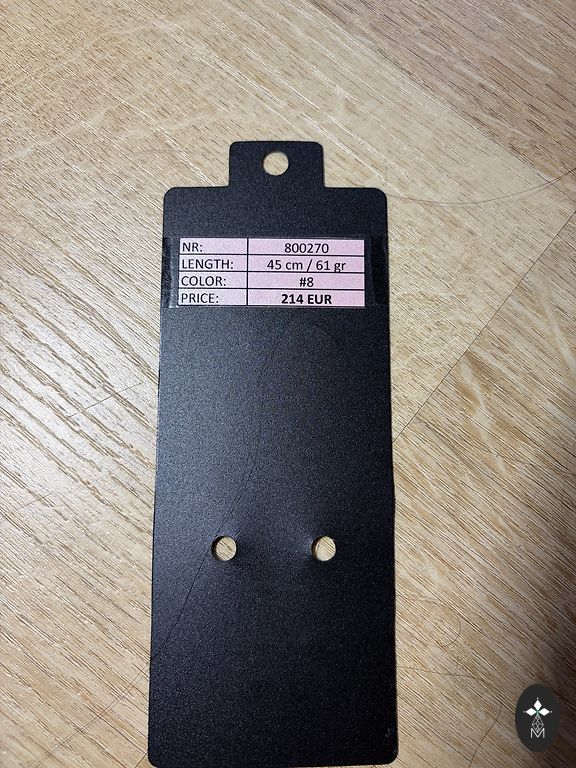 NR: 800270
LENGTH: 45 cm / 61 gr
COLOR: #8
PRICE: 214 EUR